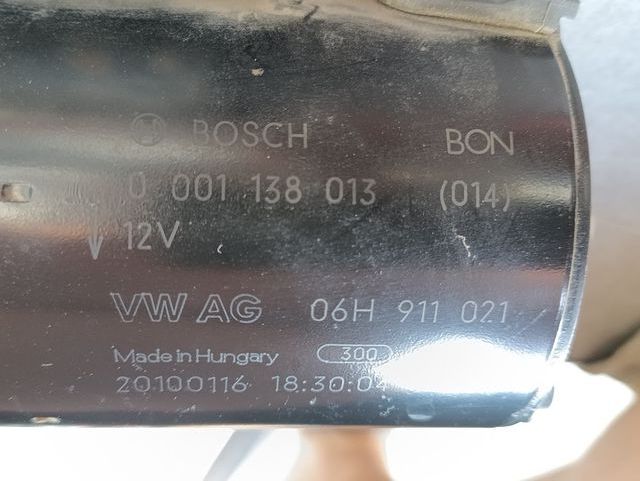 BOSCH BON
0 001 138 013 (014)
12V
VW AG 06H 911 021
Made in Hungary 300
20100116 18:30:04